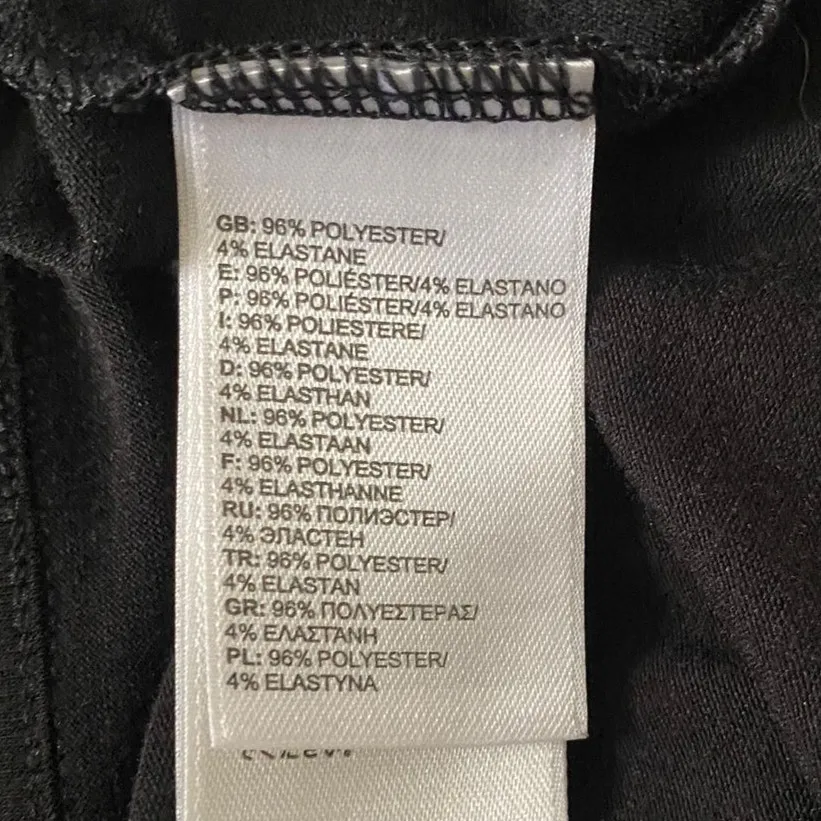 GB: 96% POLYESTER/
4% ELASTANE
E: 96% POLIÉSTER/4% ELASTANO
P: 96% POLIÉSTER/4% ELASTANO
I: 96% POLIESTERE/
4% ELASTANE
D: 96% POLYESTER/
4% ELASTHAN
NL: 96% POLYESTER/
4% ELASTAAN
F: 96% POLYESTER/
4% ELASTHANNE
RU: 96% ПОЛИЭСТЕР/
4% ЭЛАСТЕН
TR: 96% POLYESTER/
4% ELASTAN
GR: 96% ΠΟΛΥΕΣΤΕΡΑΣ/
4% ΕΛΑΣΤΑΝΗ
PL: 96% POLYESTER/
4% ELASTYNA